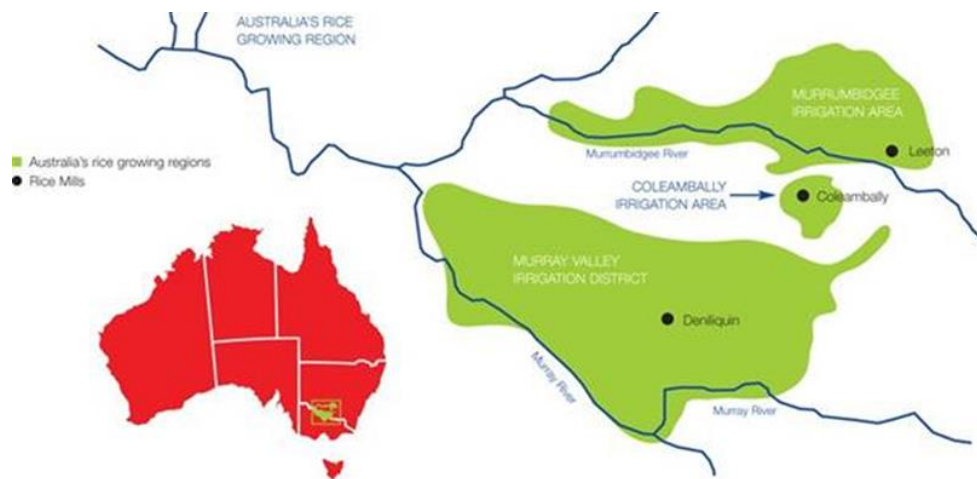 AUSTRALIA'S RICE
GROWING REGION
MURRUMBIDGEE
IRRIGATION AREA
Murrumbidgee River
Leeton
Australia's rice growing regions
Rice Mills
COLEAMBALLY
IRRIGATION AREA
Coleambally
MURRAY VALLEY
IRRIGATION DISTRICT
Deniliquin
Murray River
Murray River